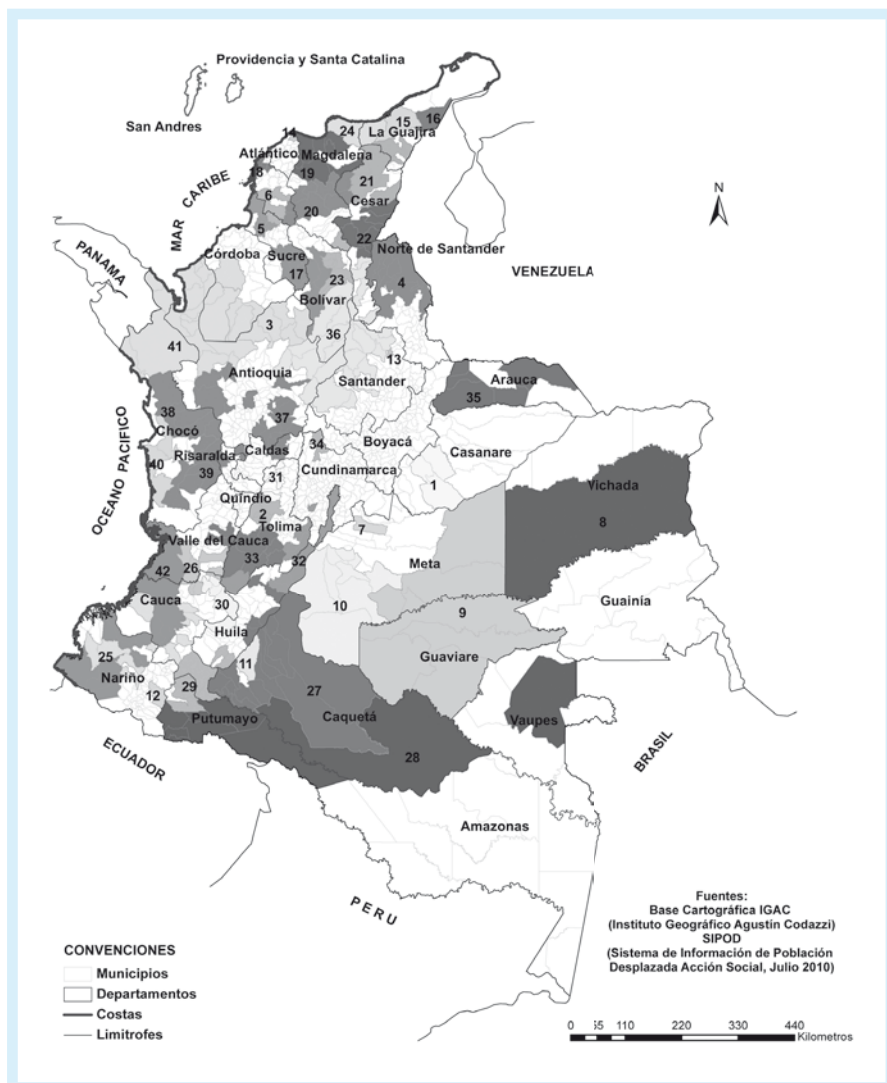 Providencia y Santa Catalina
San Andres
MAR CARIBE
14
24
15
16
La Guajira
Atlántico
Magdalena
18
19
21
6
Cesar
20
5
22
N
PANAMA
Córdoba
Sucre
Norte de Santander
VENEZUELA
17
23
4
Bolívar
3
36
41
13
Antioquia
Santander
Arauca
35
38
37
Chocó
Boyacá
OCEANO PACIFICO
Risaralda
Caldas
34
Casanare
40
39
Cundinamarca
31
1
Vichada
Quíndio
2
Tolima
7
8
Valle del Cauca
33
32
Meta
42
26
Cauca
30
10
9
Guainía
Huila
25
11
Guaviare
Nariño
12
29
27
Putumayo
Caquetá
Vaupes
28
ECUADOR
BRASIL
Amazonas
PERU
Fuentes:
Base Cartográfica IGAC
(Instituto Geográfico Agustín Codazzi)
SIPOD
(Sistema de Información de Población
Desplazada Acción Social, Julio 2010)
CONVENCIONES
Municipios
Departamentos
Costas
Limitrofes
0 55 110 220 330 440
Kilometros